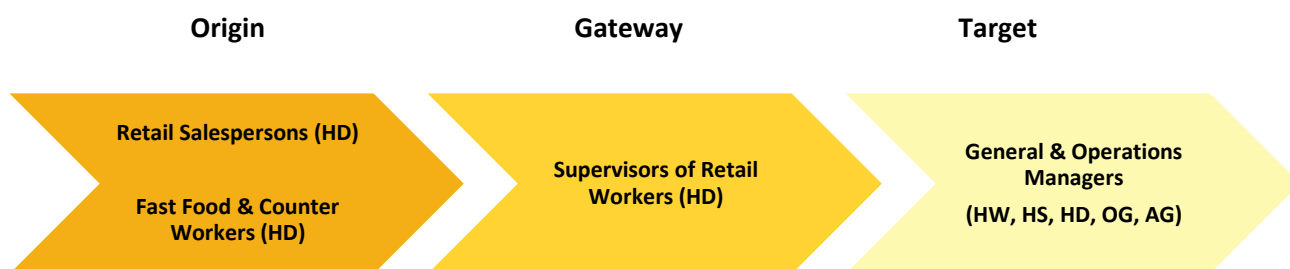 Origin
Gateway
Target
Retail Salespersons (HD)
Fast Food & Counter
Workers (HD)
Supervisors of Retail
Workers (HD)
General & Operations
Managers
(HW, HS, HD, OG, AG)